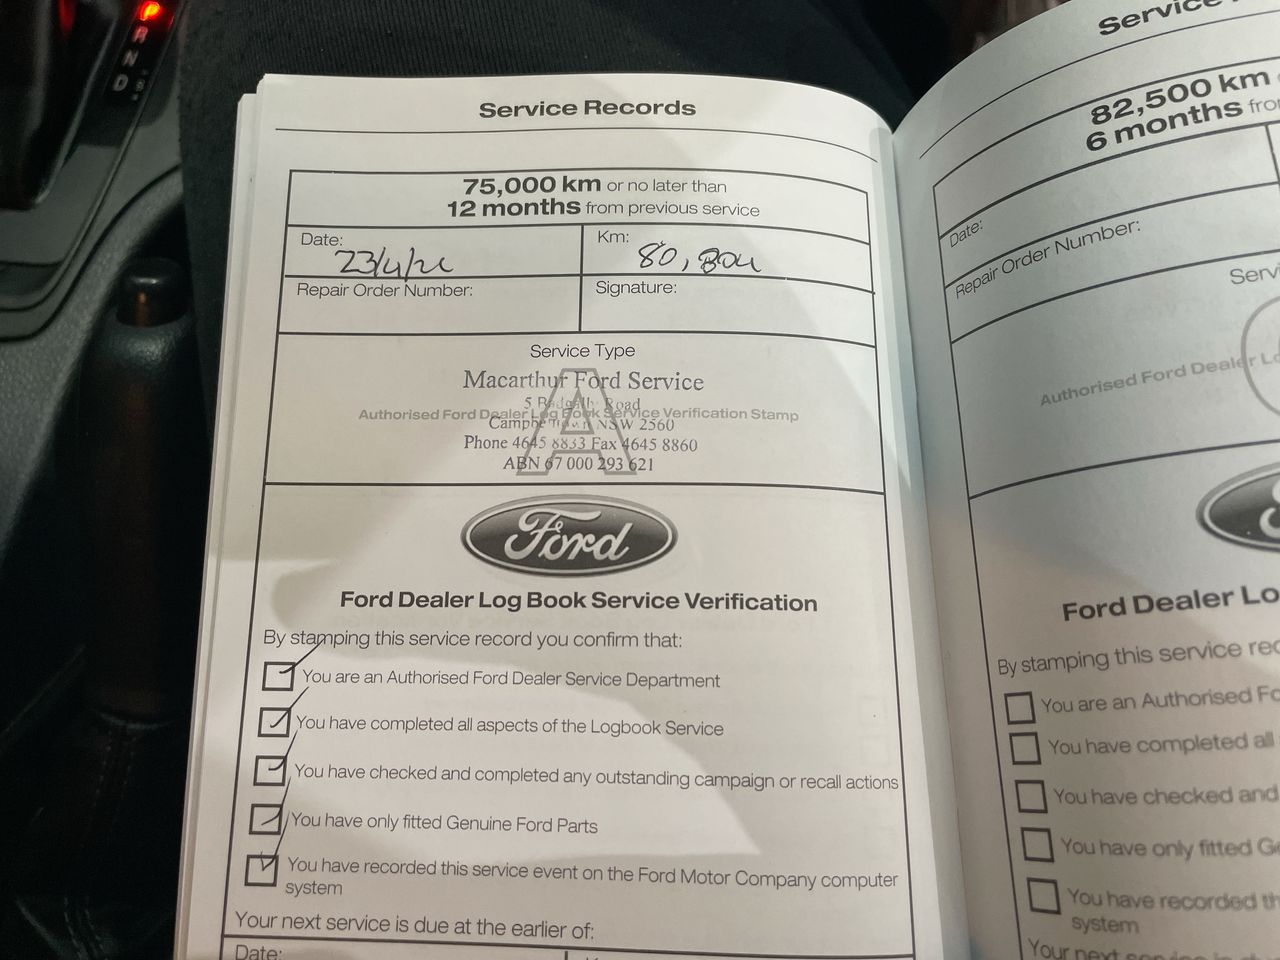 R
N
D
Service Records
75,000 km or no later than
12 months from previous service
Date:
Km:
80,804
Repair Order Number:
Signature:
Service Type
Macarthur Ford Service
5 Badgally Road
Authorised Ford Dealer Log Book Service Verification Stamp
Campbelltown NSW 2560
Phone 4645 8833 Fax 4645 8860
ABN 67 000 293 621
A
Ford
Ford Dealer Log Book Service Verification
By stamping this service record you confirm that:
You are an Authorised Ford Dealer Service Department
You have completed all aspects of the Logbook Service
You have checked and completed any outstanding campaign or recall actions
You have only fitted Genuine Ford Parts
You have recorded this service event on the Ford Motor Company computer
system
Your next service is due at the earlier of:
Date:
Service
82,500 km
6 months
Date:
Repair Order Number:
Authorised Ford Dealer
Ford Dealer
By stamping this service
You are an Authorised
You have completed all
You have checked and
You have only fitted
You have recorded
system
Your next